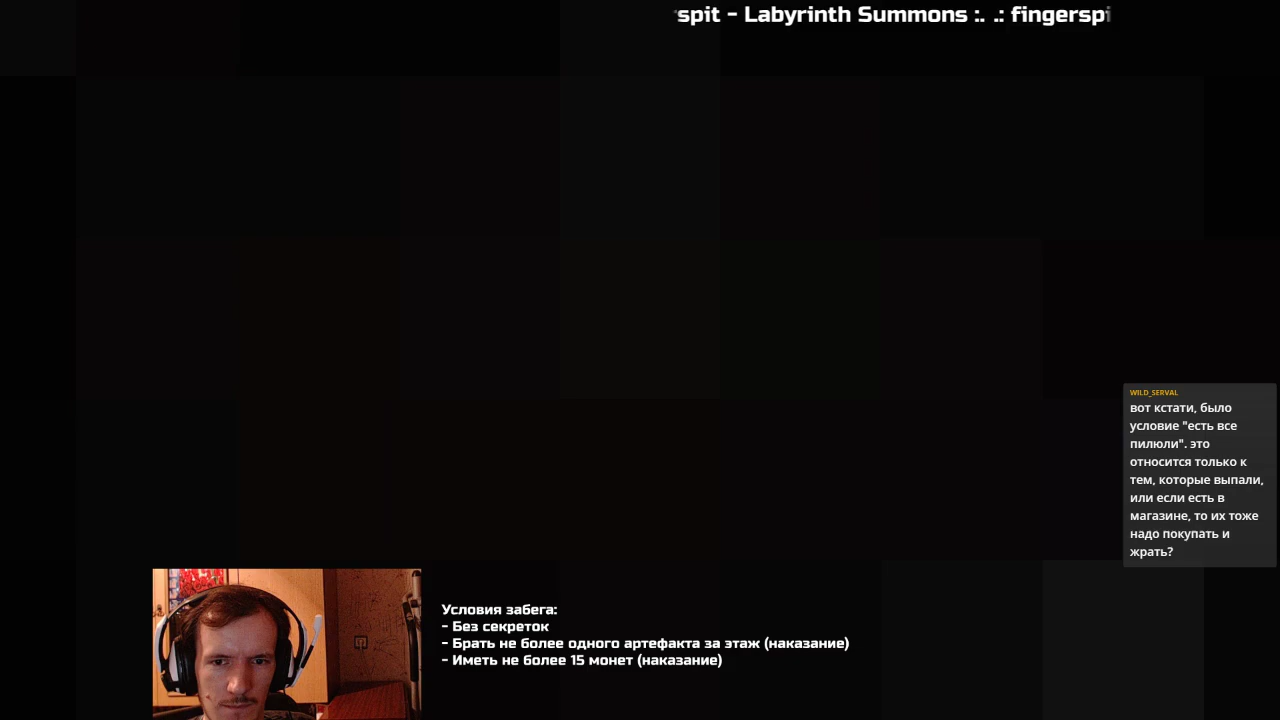 spit - Labyrinth Summons :. .: fingerspi
WILD_SERVAL
вот кстати, было
условие "есть все
пилюли". это
относится только к
тем, которые выпали,
или если есть в
магазине, то их тоже
надо покупать и
жрать?
Условия забега:
- Без секреток
- Брать не более одного артефакта за этаж (наказание)
- Иметь не более 15 монет (наказание)